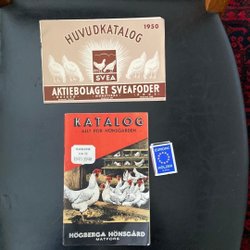 HUVUDKATALOG
1950
SVEA
AKTIEBOLAGET SVEAFODER
KATALOG
ALLT FÖR HÖNSGÅRDEN
HÖGBERGA HÖNSGÅRD
MATFORS